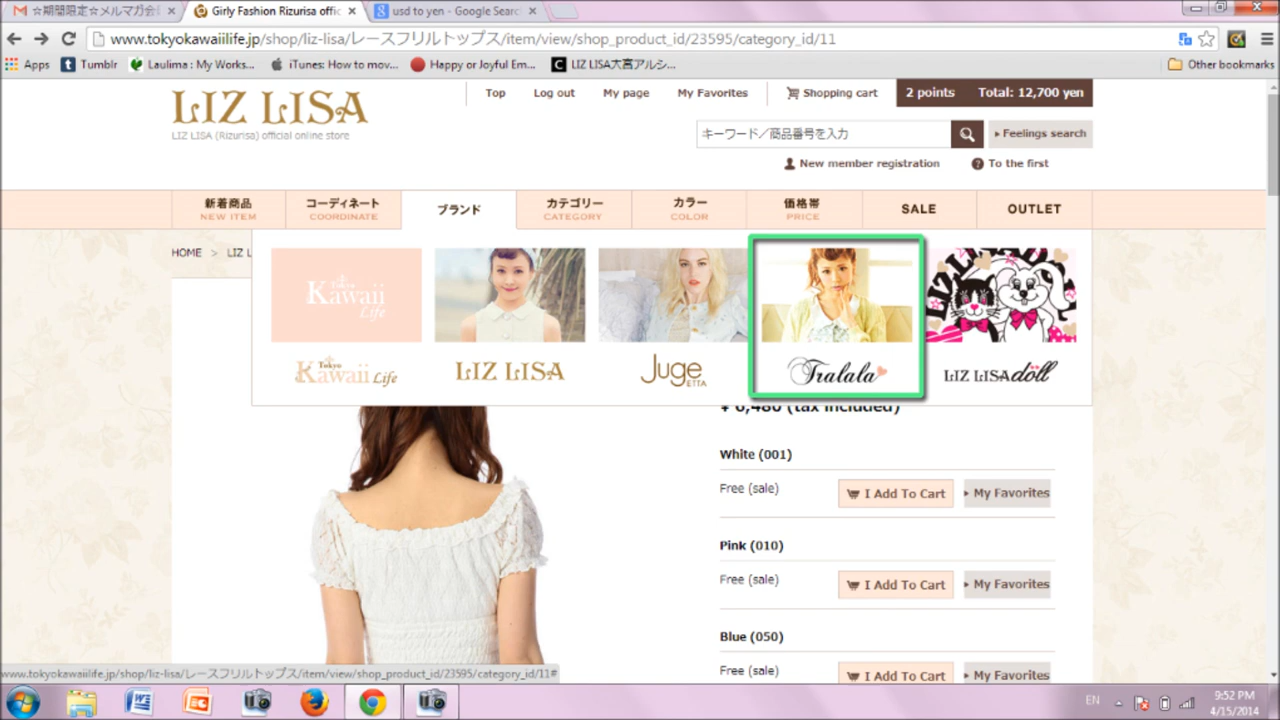 ☆期間限定☆メルマガ会
Girly Fashion Rizurisa offic
usd to yen - Google Searc
www.tokyokawaiilife.jp/shop/liz-lisa/レースフリルトップス/item/view/shop_product_id/23595/category_id/11
Apps
Tumblr
Laulima : My Works...
iTunes: How to mov...
Happy or Joyful Em...
LIZ LISA大宮アルシ...
Other bookmarks
LIZ LISA
LIZ LISA (Rizurisa) official online store
Top
Log out
My page
My Favorites
Shopping cart
2 points
Total: 12,700 yen
キーワード／商品番号を入力
Feelings search
New member registration
To the first
新着商品
NEW ITEM
コーディネート
COORDINATE
ブランド
カテゴリー
CATEGORY
カラー
COLOR
価格帯
PRICE
SALE
OUTLET
HOME > LIZ L
Tokyo
Kawaii
Life
LIZ LISA
Tokyo
Kawaii Life
LIZ LISA
Juge
ETTA
Tralala
LIZ LISA doll
¥ 6,480 (tax included)
White (001)
Free (sale)
I Add To Cart
My Favorites
Pink (010)
Free (sale)
I Add To Cart
My Favorites
Blue (050)
Free (sale)
I Add To Cart
My Favorites
www.tokyokawaiilife.jp/shop/liz-lisa/レースフリルトップス/item/view/shop_product_id/23595/category_id/11#
EN
9:52 PM
4/15/2014